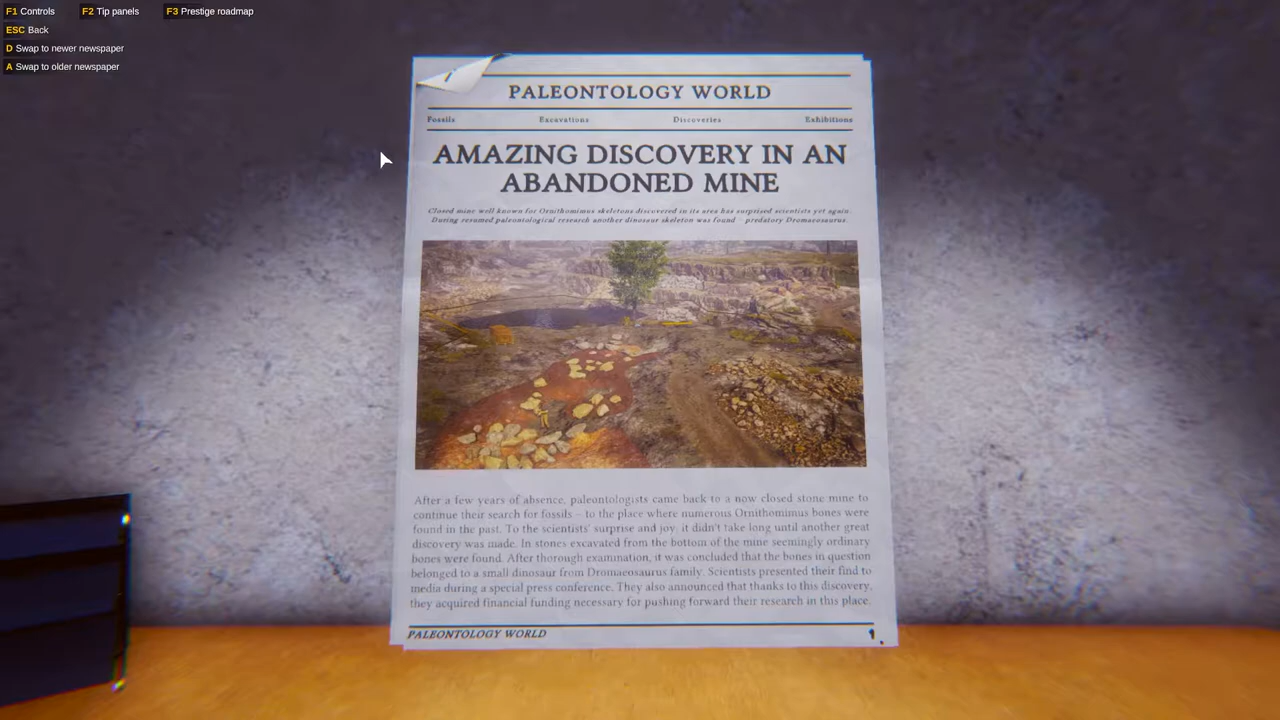 F1 Controls F2 Tip panels F3 Prestige roadmap
ESC Back
D Swap to newer newspaper
A Swap to older newspaper
PALEONTOLOGY WORLD
Fossils Excavations Discoveries Exhibitions
AMAZING DISCOVERY IN AN
ABANDONED MINE
Closed mine well known for Ornithomimus skeletons discovered in its area has surprised scientists yet again.
During resumed paleontological research another dinosaur skeleton was found - predatory Dromaeosaurus.
After a few years of absence, paleontologists came back to a now closed stone mine to
continue their search for fossils – to the place where numerous Ornithomimus bones were
found in the past. To the scientists' surprise and joy, it didn't take long until another great
discovery was made. In stones excavated from the bottom of the mine seemingly ordinary
bones were found. After thorough examination, it was concluded that the bones in question
belonged to a small dinosaur from Dromaeosaurus family. Scientists presented their find to
media during a special press conference. They also announced that thanks to this discovery,
they acquired financial funding necessary for pushing forward their research in this place.
PALEONTOLOGY WORLD 1.